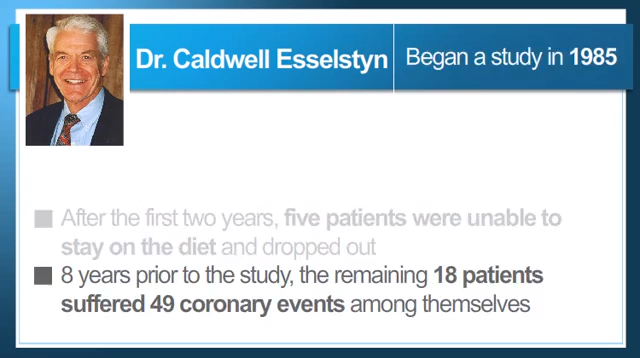 Dr. Caldwell Esselstyn
Began a study in 1985
After the first two years, five patients were unable to
stay on the diet and dropped out
8 years prior to the study, the remaining 18 patients
suffered 49 coronary events among themselves